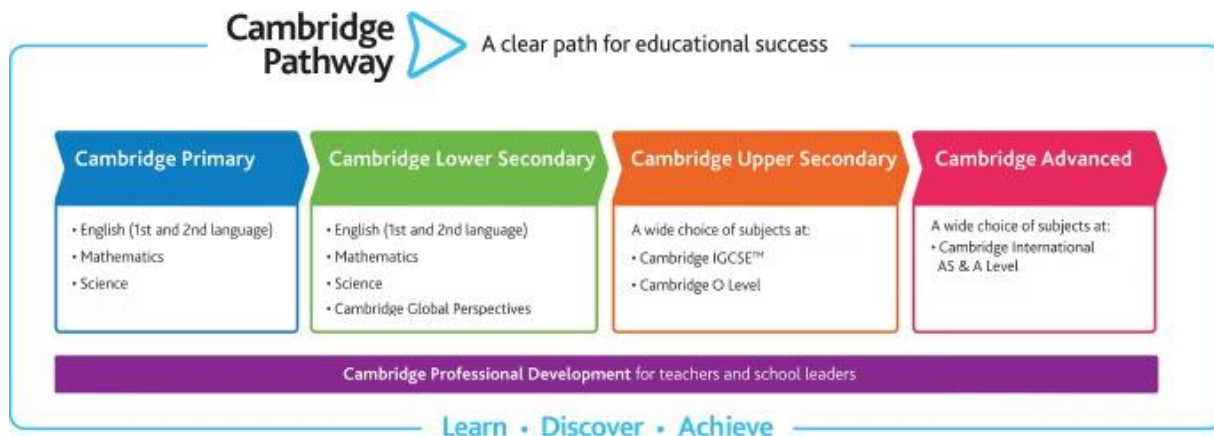 Cambridge
Pathway
A clear path for educational success
Cambridge Primary
• English (1st and 2nd language)
• Mathematics
• Science
Cambridge Lower Secondary
• English (1st and 2nd language)
• Mathematics
• Science
• Cambridge Global Perspectives
Cambridge Upper Secondary
A wide choice of subjects at:
• Cambridge IGCSE™
• Cambridge O Level
Cambridge Advanced
A wide choice of subjects at:
• Cambridge International
AS & A Level
Cambridge Professional Development for teachers and school leaders
Learn • Discover • Achieve